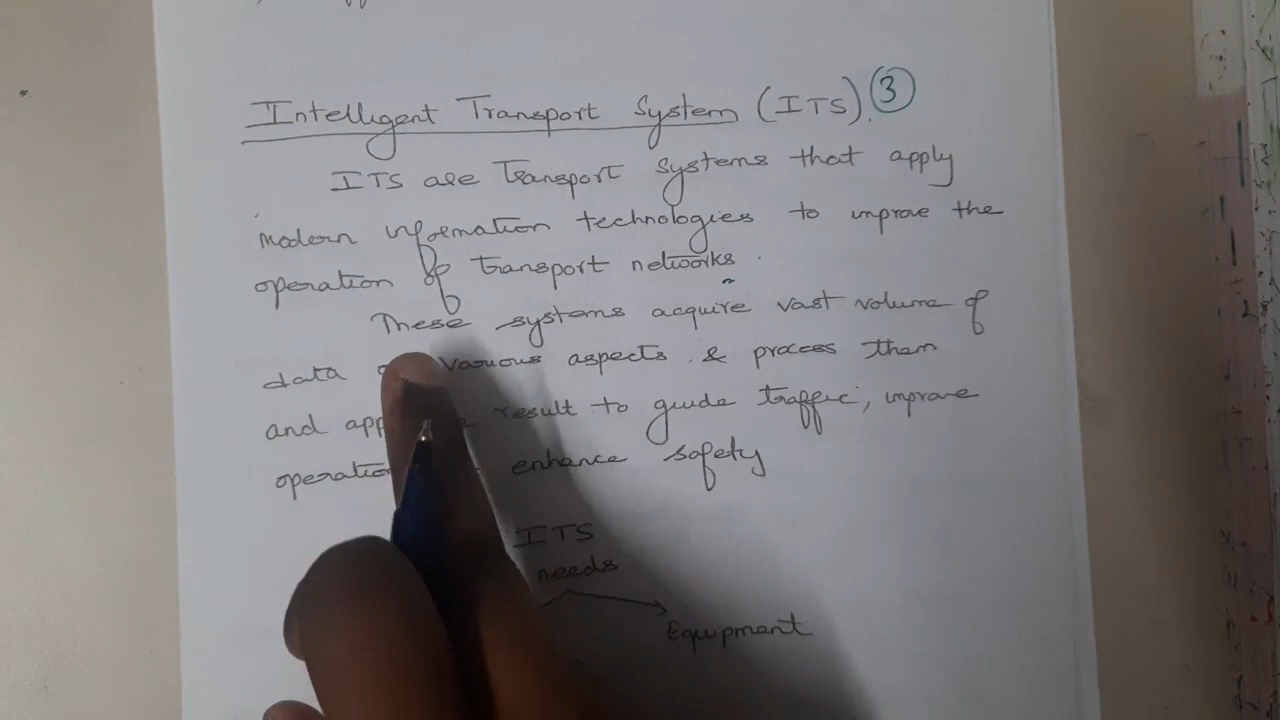 Intelligent Transport System (ITS). 3
ITS are Transport systems that apply
modern information technologies to improve the
operation of transport networks.
These systems acquire vast volume of
data various aspects & process them
and result to guide traffic, improve
enhance safety
ITS
needs
Equipment